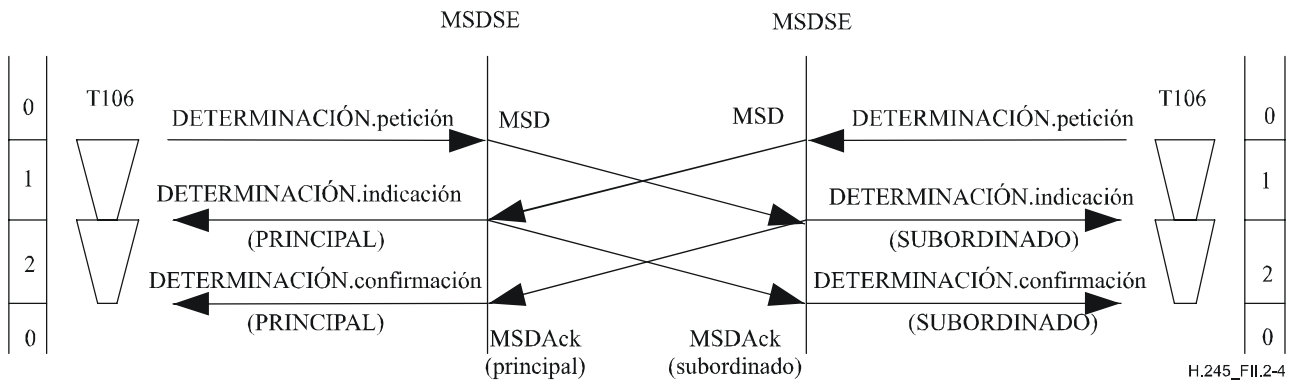 MSDSE MSDSE
0 T106 DETERMINACIÓN.petición MSD MSD DETERMINACIÓN.petición T106 0
1 DETERMINACIÓN.indicación DETERMINACIÓN.indicación 1
(PRINCIPAL) (SUBORDINADO)
2 DETERMINACIÓN.confirmación DETERMINACIÓN.confirmación 2
(PRINCIPAL) (SUBORDINADO)
0 MSDAck MSDAck 0
(principal) (subordinado)
H.245_FII.2-4